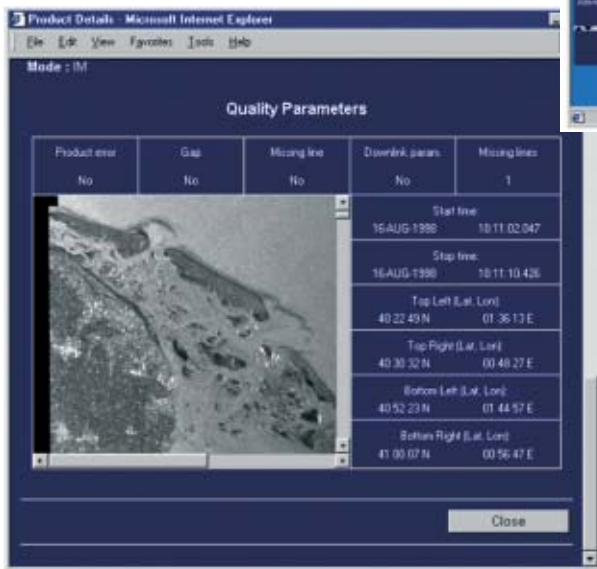 Product Details - Microsoft Internet Explorer
File Edit View Favorites Tools Help
Mode : IM
Quality Parameters
Product error Gap Missing line Downlink param. Missing lines
No No No No 1
Start time:
16-AUG-1998 10:11:02.047
Stop time:
16-AUG-1998 10:11:10.426
Top Left (Lat, Lon):
40 22 49 N 01 36 13 E
Top Right (Lat, Lon):
40 30 32 N 00 48 27 E
Bottom Left (Lat, Lon):
40 52 23 N 01 44 57 E
Bottom Right (Lat, Lon):
41 00 07 N 00 56 47 E
Close